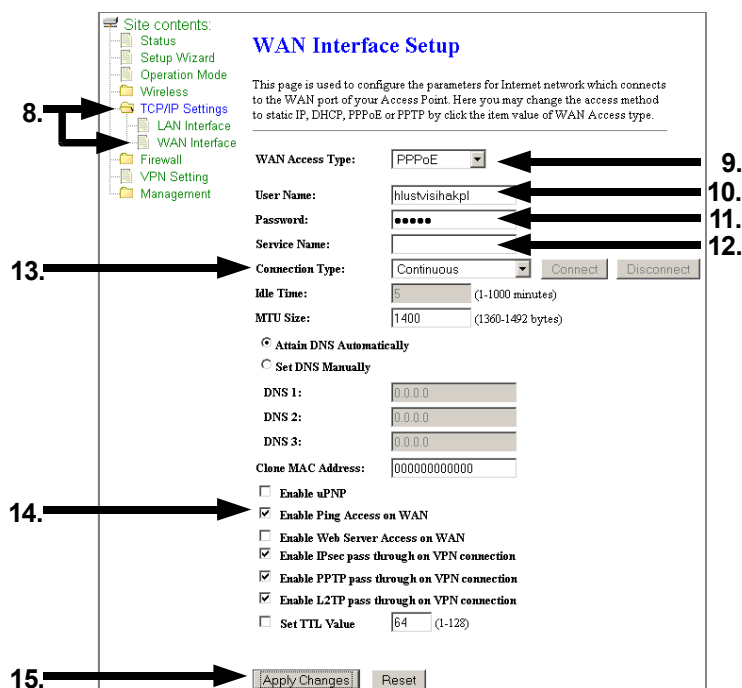 Site contents:
Status
Setup Wizard
Operation Mode
Wireless
8. TCP/IP Settings
LAN Interface
WAN Interface
Firewall
VPN Setting
Management
WAN Interface Setup
This page is used to configure the parameters for Internet network which connects
to the WAN port of your Access Point. Here you may change the access method
to static IP, DHCP, PPPoE or PPTP by click the item value of WAN Access type.
WAN Access Type: PPPoE 9.
User Name: hlustvisihakpl 10.
Password: ●●●●● 11.
Service Name: 12.
13. Connection Type: Continuous Connect Disconnect
Idle Time: 5 (1-1000 minutes)
MTU Size: 1400 (1360-1492 bytes)
Attain DNS Automatically
Set DNS Manually
DNS 1: 0.0.0.0
DNS 2: 0.0.0.0
DNS 3: 0.0.0.0
Clone MAC Address: 000000000000
Enable uPNP
14. Enable Ping Access on WAN
Enable Web Server Access on WAN
Enable IPsec pass through on VPN connection
Enable PPTP pass through on VPN connection
Enable L2TP pass through on VPN connection
Set TTL Value 64 (1-128)
15. Apply Changes Reset